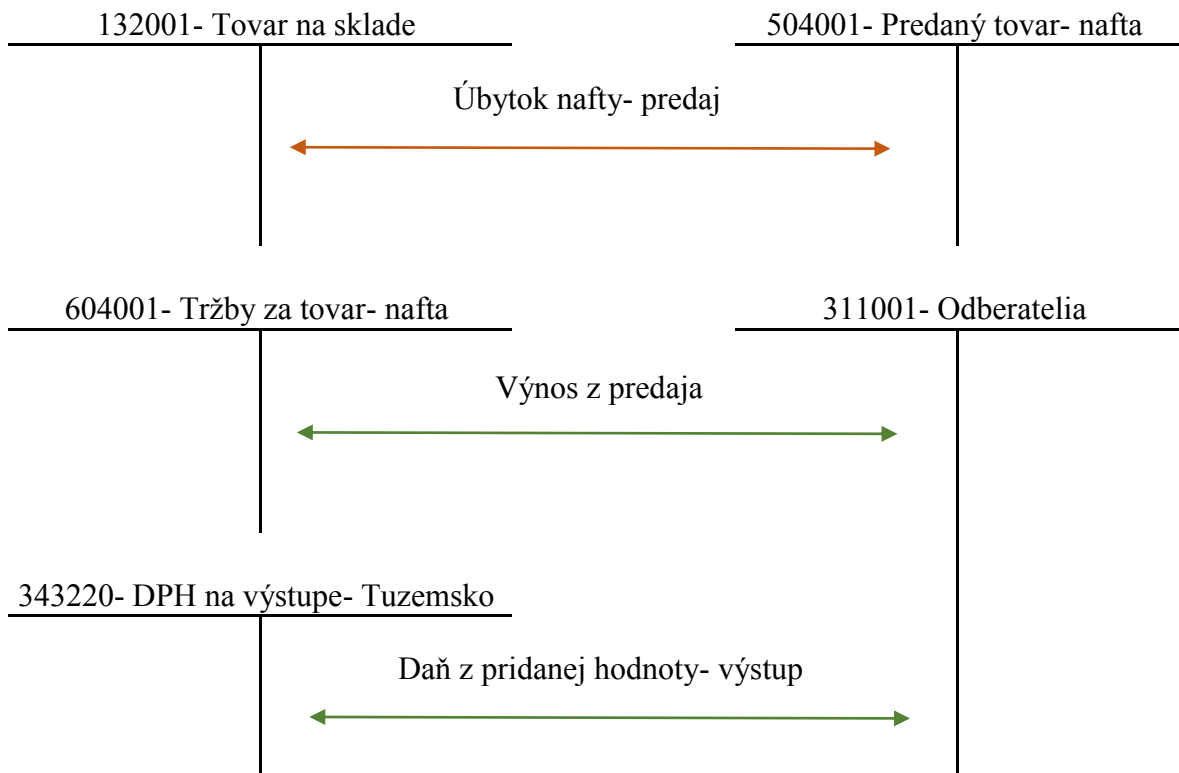 132001- Tovar na sklade
504001- Predaný tovar- nafta
Úbytok nafty- predaj
604001- Tržby za tovar- nafta
311001- Odberatelia
Výnos z predaja
343220- DPH na výstupe- Tuzemsko
Daň z pridanej hodnoty- výstup